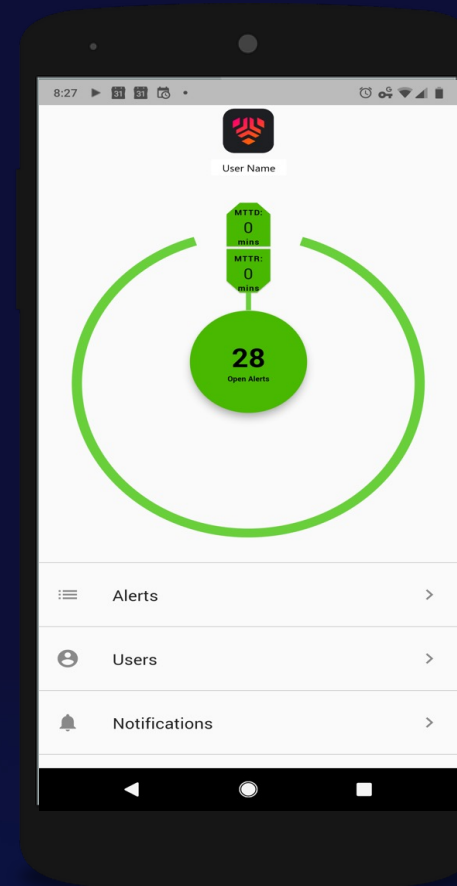 8:27
31 31
User Name
MTTD:
0
mins
MTTR:
0
mins
28
Open Alerts
Alerts
Users
Notifications